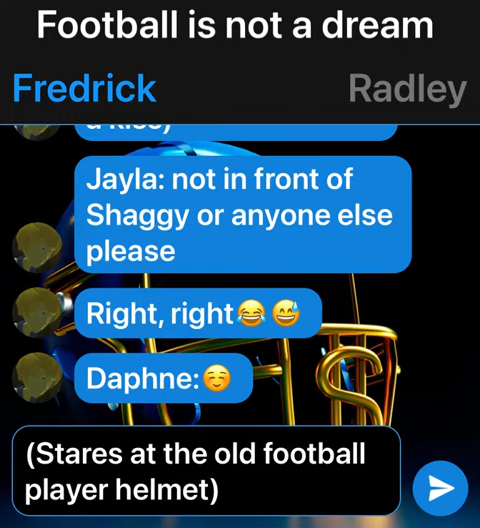 Football is not a dream
Fredrick Radley
a kiss)
Jayla: not in front of
Shaggy or anyone else
please
Right, right😂 😅
Daphne:☺️
(Stares at the old football
player helmet)